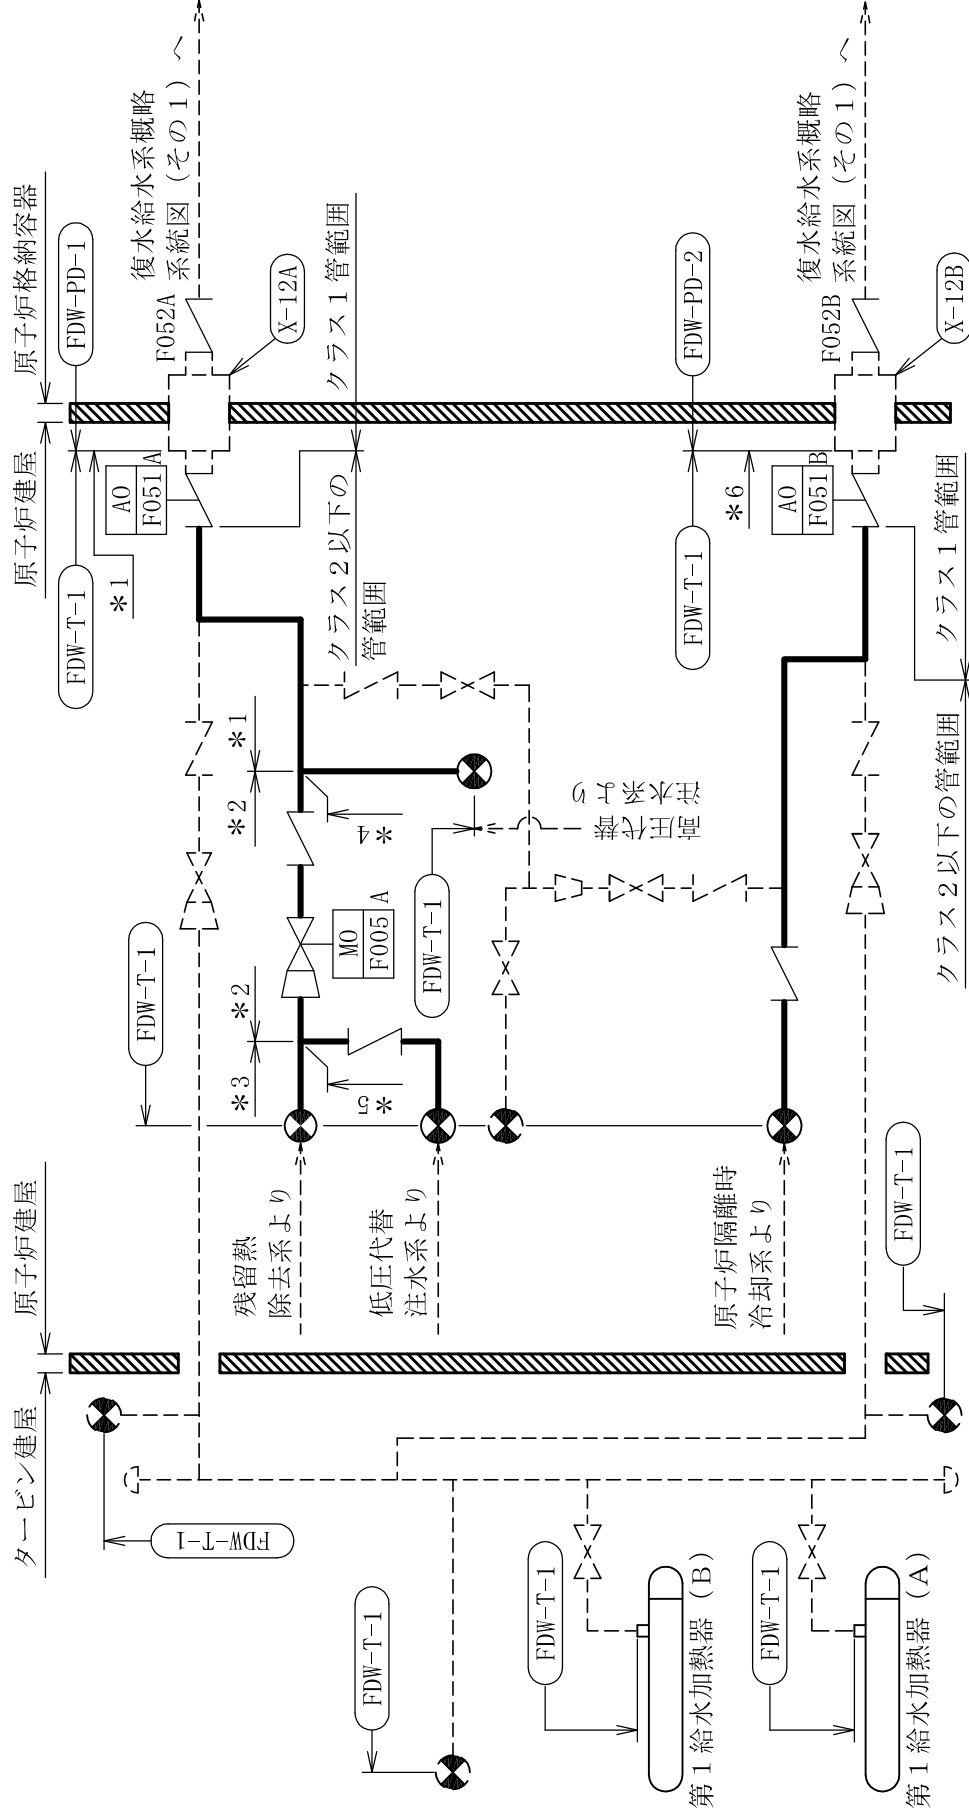 タービン建屋
原子炉建屋
原子炉建屋
原子炉格納容器
FDW-T-1
FDW-T-1
FDW-T-1
FDW-PD-1
*1
AO
F051
A
F052A
X-12A
復水給水系概略
系統図(その1)へ
クラス1管範囲
クラス2以下の
管範囲
残留熱
除去系より
*3
*2
*2
*1
MO
F005
A
*5
*4
低圧代替
注水系より
FDW-T-1
高圧代替
注水系より
FDW-T-1
FDW-T-1
第1給水加熱器(B)
FDW-T-1
FDW-PD-2
*6
原子炉隔離時
冷却系より
AO
F051
B
F052B
X-12B
復水給水系概略
系統図(その1)へ
FDW-T-1
第1給水加熱器(A)
FDW-T-1
クラス2以下の管範囲
クラス1管範囲